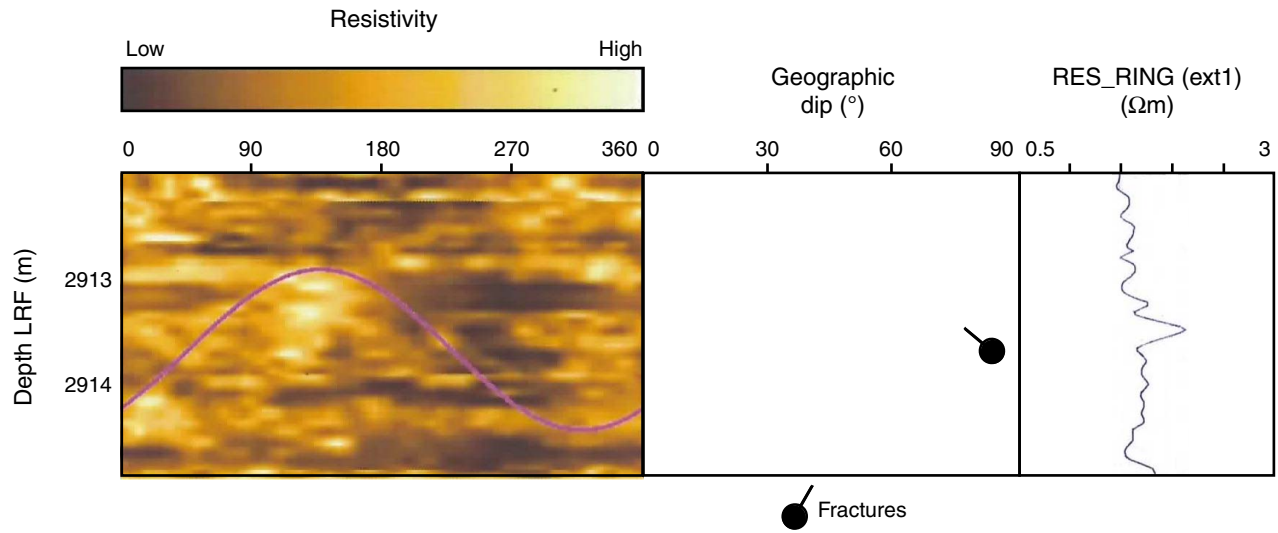 Resistivity
Low High
Geographic
dip (°)
RES_RING (ext1)
(Ωm)
0 90 180 270 360 0 30 60 90 0.5 3
Depth LRF (m)
2913
2914
Fractures